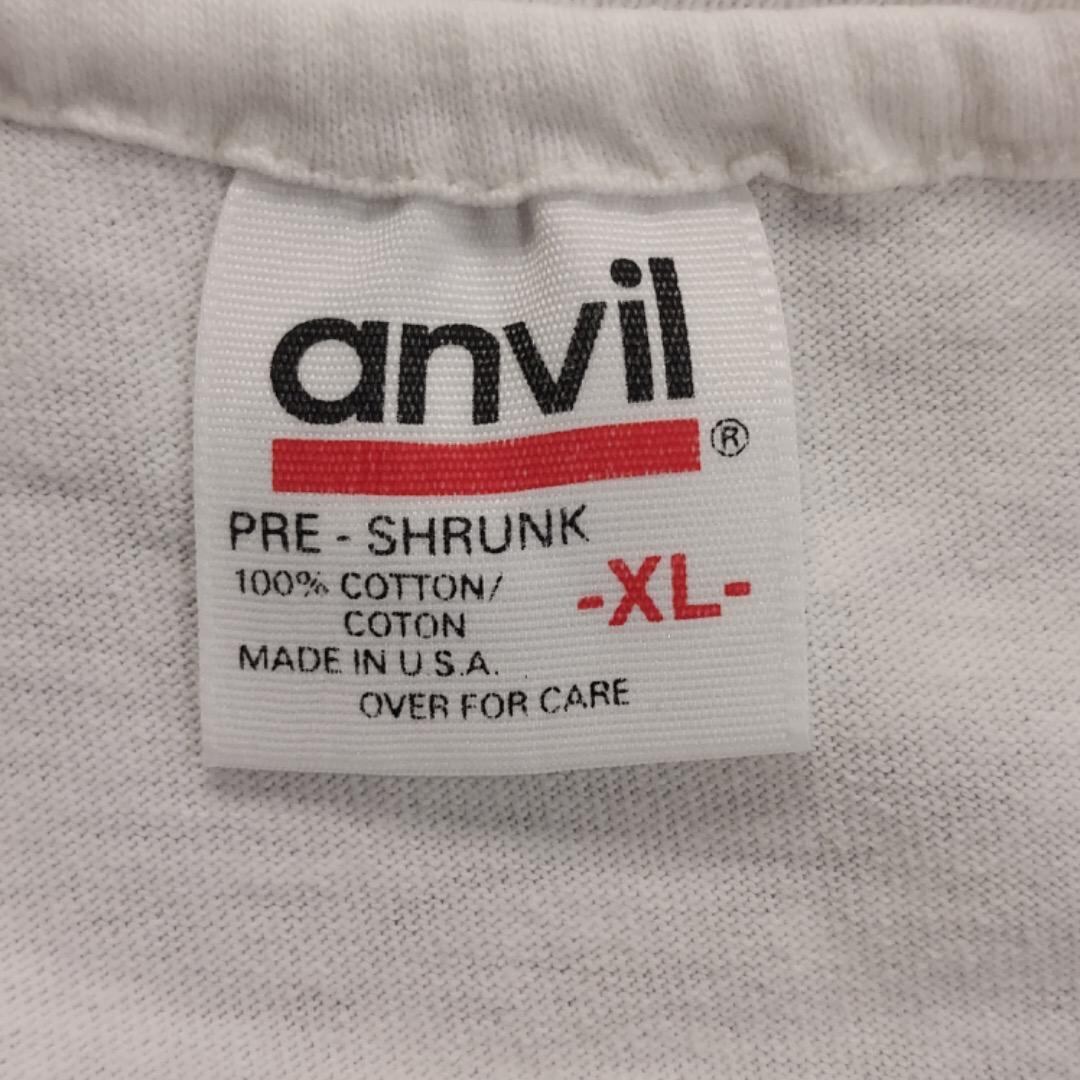 anvil
®
PRE - SHRUNK
100% COTTON/
COTON
-XL-
MADE IN U.S.A.
OVER FOR CARE